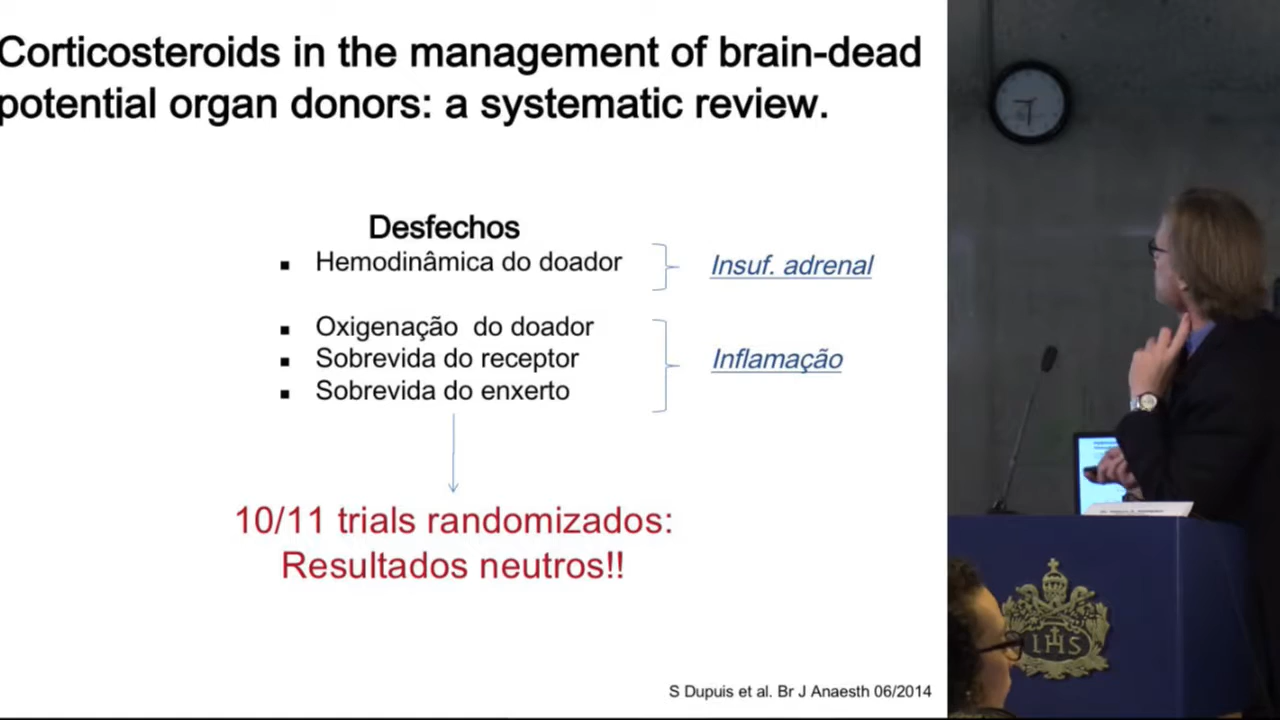 Corticosteroids in the management of brain-dead
potential organ donors: a systematic review.
Desfechos
▪ Hemodinâmica do doador
Insuf. adrenal
▪ Oxigenação do doador
▪ Sobrevida do receptor
Inflamação
▪ Sobrevida do enxerto
10/11 trials randomizados:
Resultados neutros!!
S Dupuis et al. Br J Anaesth 06/2014
IHS